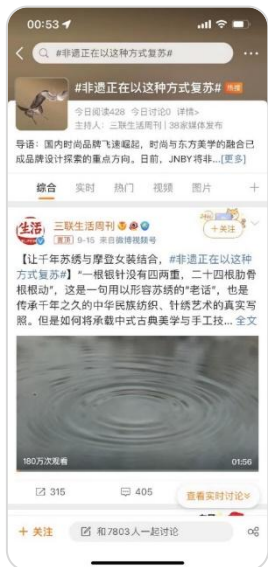 00:53
#非遗正在以这种方式复苏#
#非遗正在以这种方式复苏# 热搜
今日阅读428 今日讨论0 详情>
主持人：三联生活周刊 | 38家媒体发布
导语：国内时尚品牌飞速崛起，时尚与东方美学的融合已
成品牌设计探索的重点方向。日前，JNBY将非...[更多]
综合 实时 热门 视频 图片
三联生活周刊
置顶 9-15 来自微博视频号
+关注
【让千年苏绣与摩登女装结合，#非遗正在以这种
方式复苏#】“一根银针没有四两重，二十四根肋骨
根根动”，这是一句用以形容苏绣的“老话”，也是
传承千年之久的中华民族纺织、针绣艺术的真实写
照。但是如何将承载中式古典美学与手工技... 全文
180万次观看 01:56
315 405 查看实时讨论
+ 关注 和7803人一起讨论